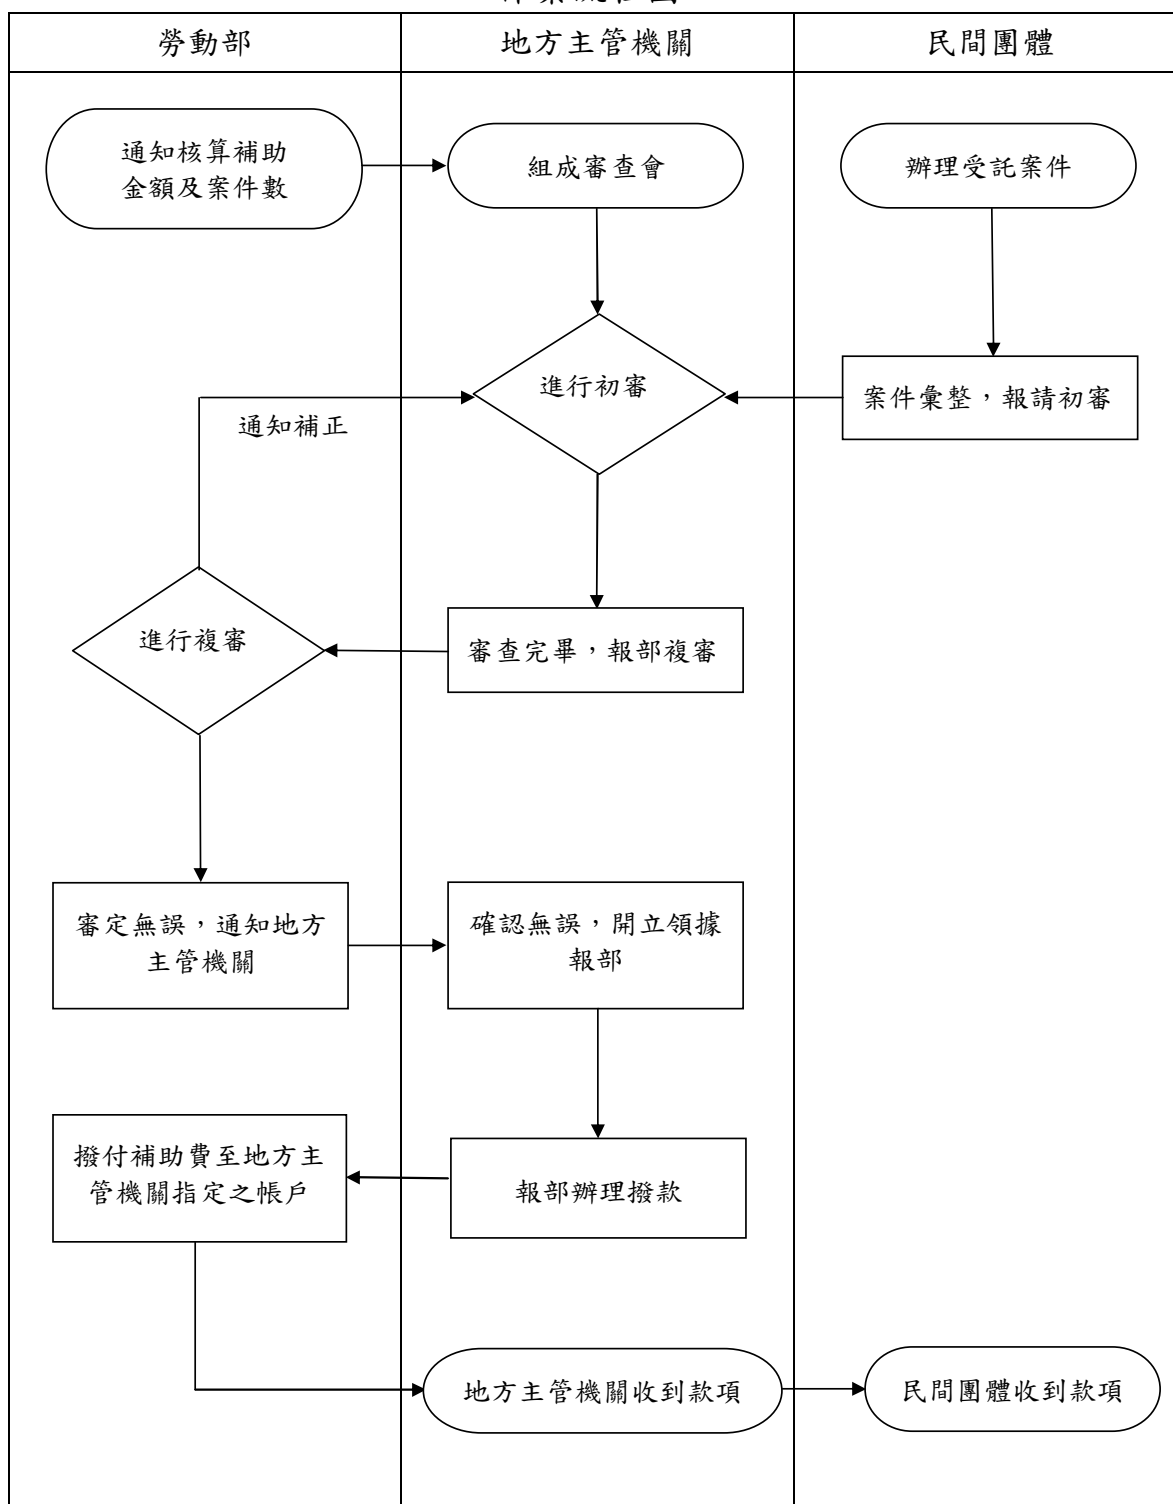 勞動部
地方主管機關
民間團體
通知核算補助
金額及案件數
組成審查會
辦理受託案件
進行初審
案件彙整，報請初審
通知補正
進行複審
審查完畢，報部複審
審定無誤，通知地方
主管機關
確認無誤，開立領據
報部
撥付補助費至地方主
管機關指定之帳戶
報部辦理撥款
地方主管機關收到款項
民間團體收到款項